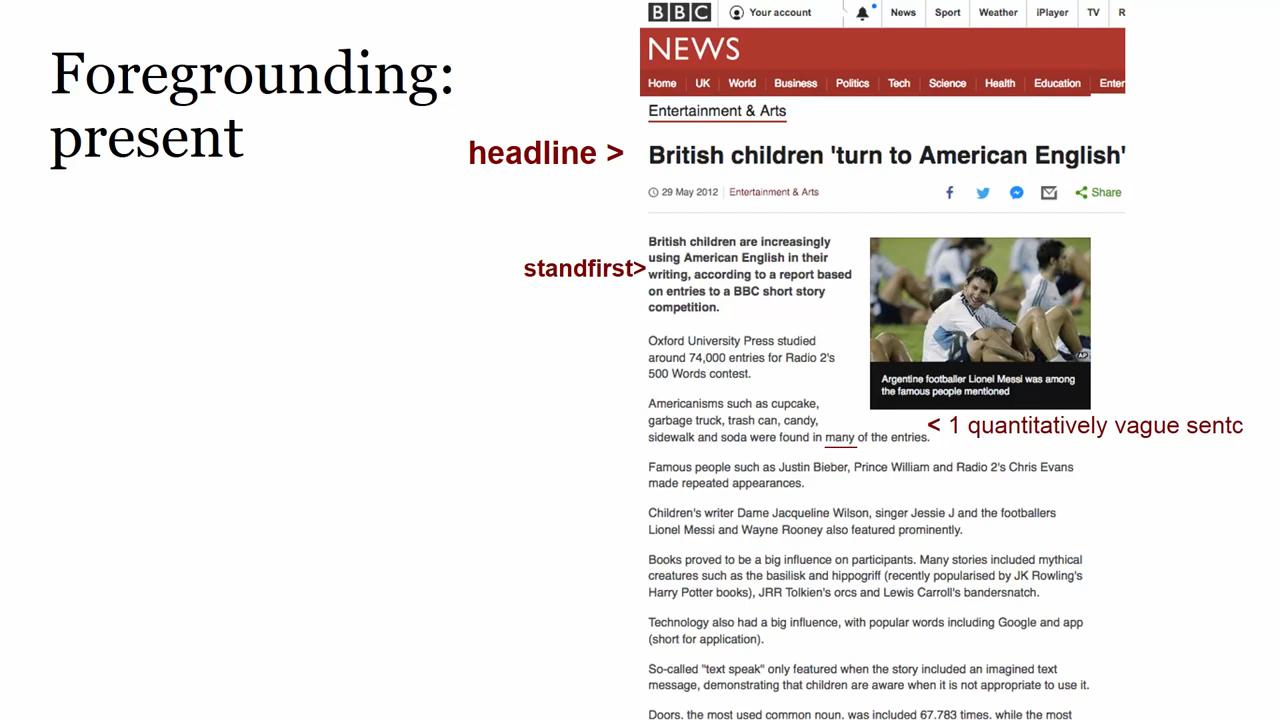 Foregrounding:
present
headline >
standfirst>
< 1 quantitatively vague sentc
BBC Your account News Sport Weather iPlayer TV R
NEWS
Home UK World Business Politics Tech Science Health Education Enter
Entertainment & Arts
British children 'turn to American English'
29 May 2012 Entertainment & Arts Share
British children are increasingly
using American English in their
writing, according to a report based
on entries to a BBC short story
competition.
AP
Argentine footballer Lionel Messi was among
the famous people mentioned
Oxford University Press studied
around 74,000 entries for Radio 2's
500 Words contest.
Americanisms such as cupcake,
garbage truck, trash can, candy,
sidewalk and soda were found in many of the entries.
Famous people such as Justin Bieber, Prince William and Radio 2's Chris Evans
made repeated appearances.
Children's writer Dame Jacqueline Wilson, singer Jessie J and the footballers
Lionel Messi and Wayne Rooney also featured prominently.
Books proved to be a big influence on participants. Many stories included mythical
creatures such as the basilisk and hippogriff (recently popularised by JK Rowling's
Harry Potter books), JRR Tolkien's orcs and Lewis Carroll's bandersnatch.
Technology also had a big influence, with popular words including Google and app
(short for application).
So-called "text speak" only featured when the story included an imagined text
message, demonstrating that children are aware when it is not appropriate to use it.
Doors, the most used common noun, was included 67,783 times, while the most